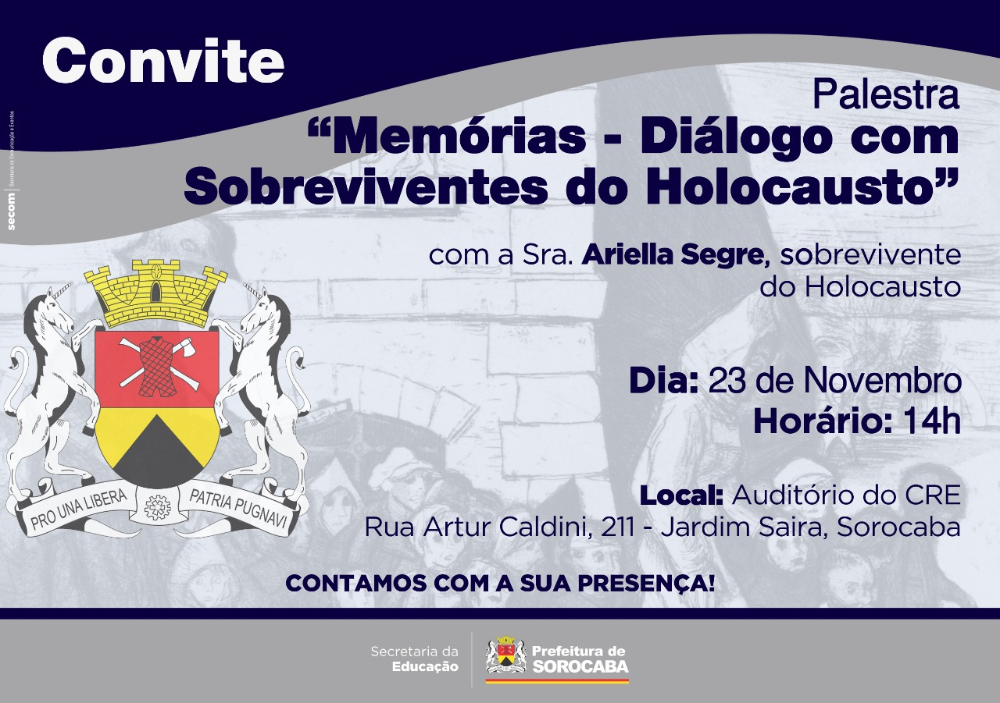 Convite
Palestra
“Memórias - Diálogo com
Sobreviventes do Holocausto”
com a Sra. Ariella Segre, sobrevivente
do Holocausto
Dia: 23 de Novembro
Horário: 14h
Local: Auditório do CRE
Rua Artur Caldini, 211 - Jardim Saira, Sorocaba
CONTAMOS COM A SUA PRESENÇA!
PRO UNA LIBERA PATRIA PUGNAVI
secom | Secretaria de Comunicação e Eventos
Secretaria da
Educação
Prefeitura de
SOROCABA